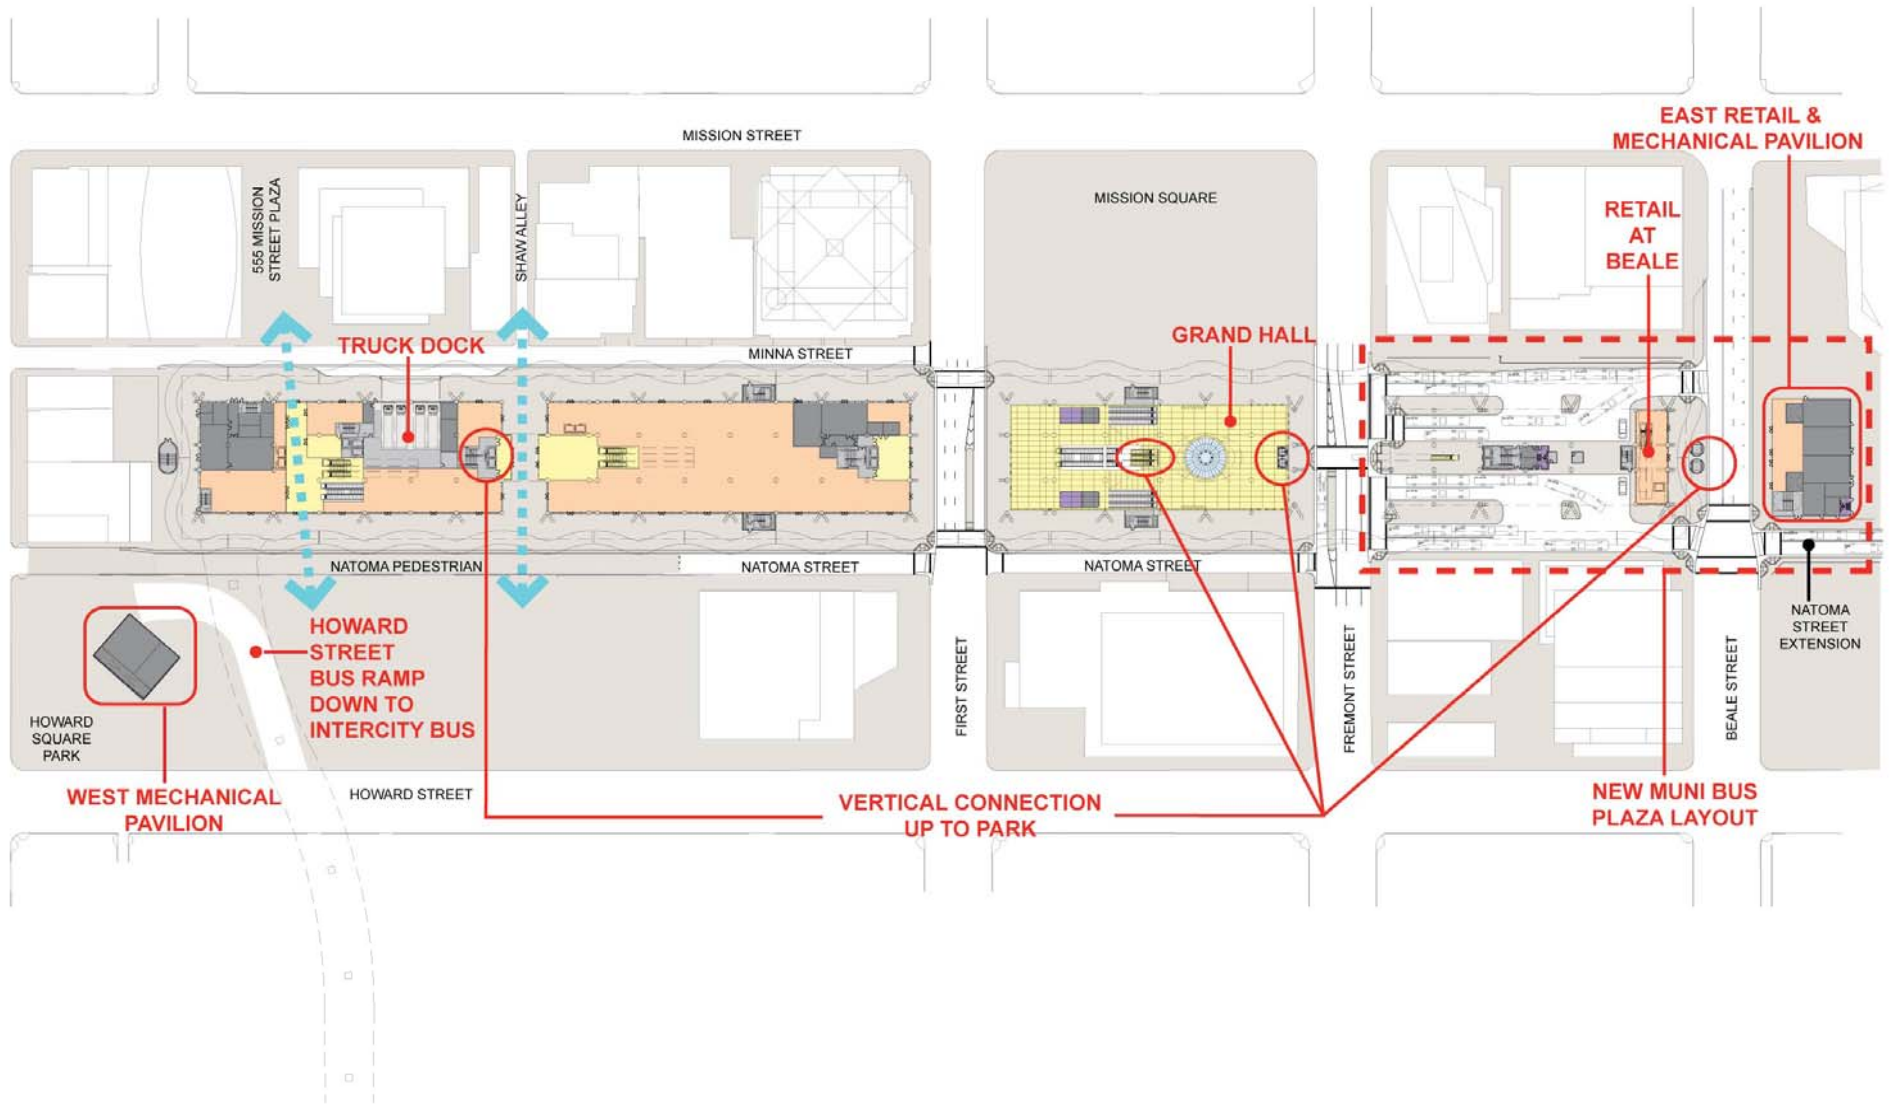 MISSION STREET
EAST RETAIL &
MECHANICAL PAVILION
555 MISSION
STREET PLAZA
SHAW ALLEY
MISSION SQUARE
RETAIL
AT
BEALE
TRUCK DOCK
MINNA STREET
GRAND HALL
NATOMA PEDESTRIAN
NATOMA STREET
NATOMA STREET
HOWARD
STREET
BUS RAMP
DOWN TO
INTERCITY BUS
HOWARD
SQUARE
PARK
FIRST STREET
FREMONT STREET
BEALE STREET
NATOMA
STREET
EXTENSION
WEST MECHANICAL
PAVILION
HOWARD STREET
VERTICAL CONNECTION
UP TO PARK
NEW MUNI BUS
PLAZA LAYOUT